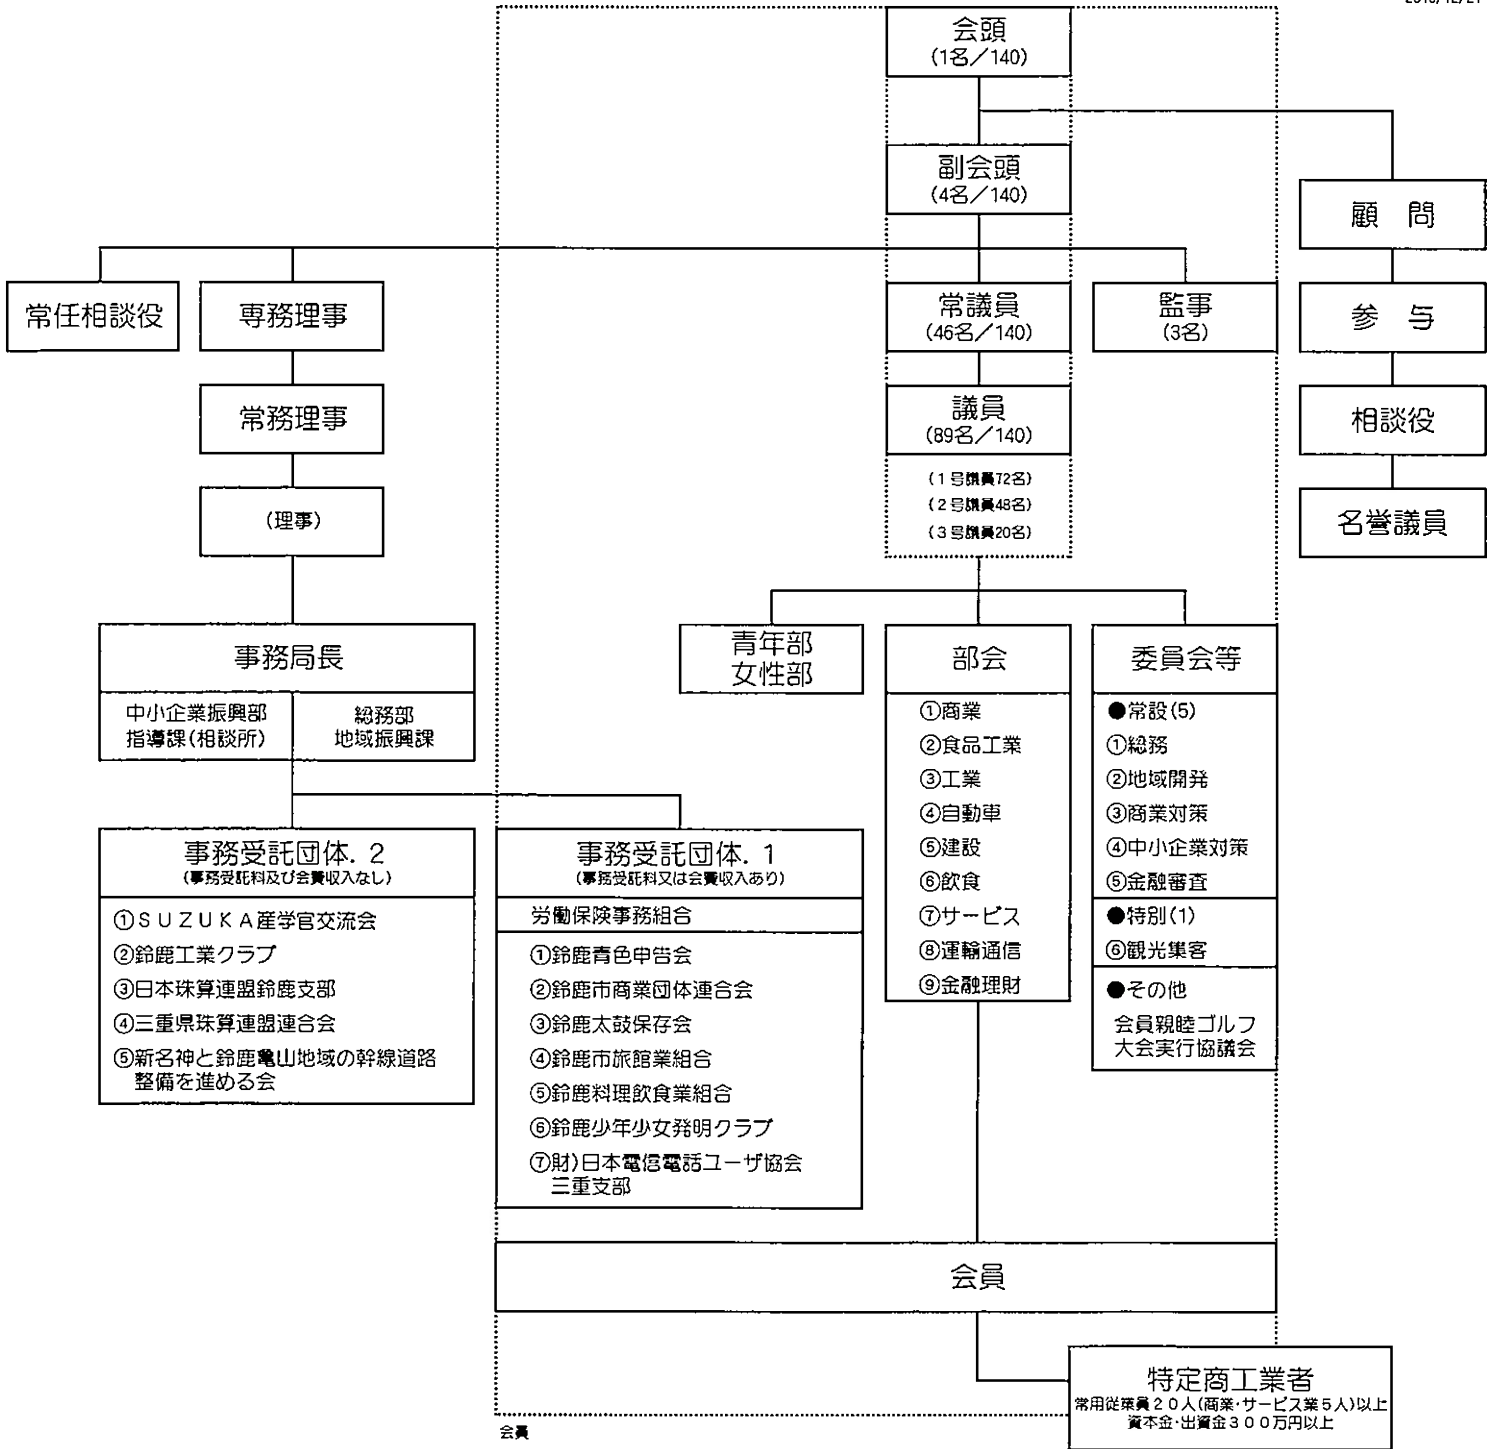 会頭
(1名／140)
副会頭
(4名／140)
顧 問
常任相談役
専務理事
常議員
(46名／140)
監事
(3名)
参 与
常務理事
議員
(89名／140)
相談役
(1号議員72名)
(2号議員48名)
(3号議員20名)
(理事)
名誉議員
事務局長
中小企業振興部
指導課(相談所)
総務部
地域振興課
青年部
女性部
部会
①商業
②食品工業
③工業
④自動車
⑤建設
⑥飲食
⑦サービス
⑧運輸通信
⑨金融理財
委員会等
●常設(5)
①総務
②地域開発
③商業対策
④中小企業対策
⑤金融審査
●特別(1)
⑥観光集客
●その他
会員親睦ゴルフ
大会実行協議会
事務受託団体．2
(事務受託料及び会費収入なし)
①ＳＵＺＵＫＡ産学官交流会
②鈴鹿工業クラブ
③日本珠算連盟鈴鹿支部
④三重県珠算連盟連合会
⑤新名神と鈴鹿亀山地域の幹線道路
整備を進める会
事務受託団体．1
(事務受託料又は会費収入あり)
労働保険事務組合
①鈴鹿青色申告会
②鈴鹿市商業団体連合会
③鈴鹿太鼓保存会
④鈴鹿市旅館業組合
⑤鈴鹿料理飲食業組合
⑥鈴鹿少年少女発明クラブ
⑦財)日本電信電話ユーザ協会
三重支部
会員
特定商工業者
常用従業員２０人(商業・サービス業５人)以上
資本金・出資金３００万円以上
会員